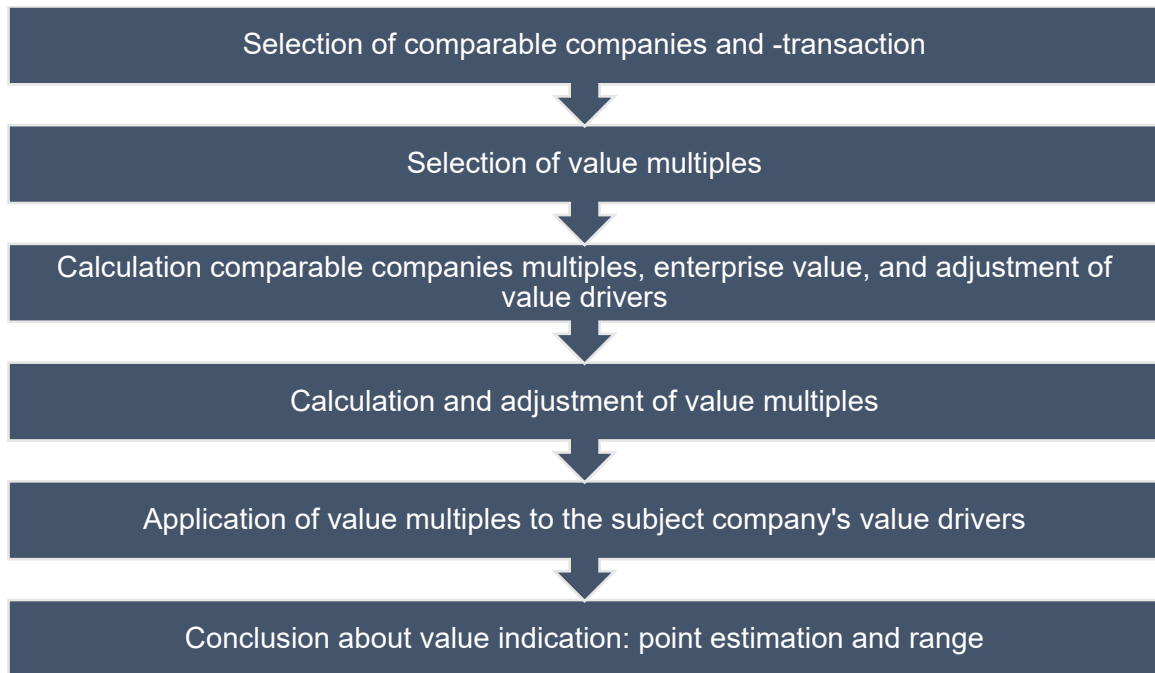 Selection of comparable companies and -transaction
Selection of value multiples
Calculation comparable companies multiples, enterprise value, and adjustment of
value drivers
Calculation and adjustment of value multiples
Application of value multiples to the subject company's value drivers
Conclusion about value indication: point estimation and range